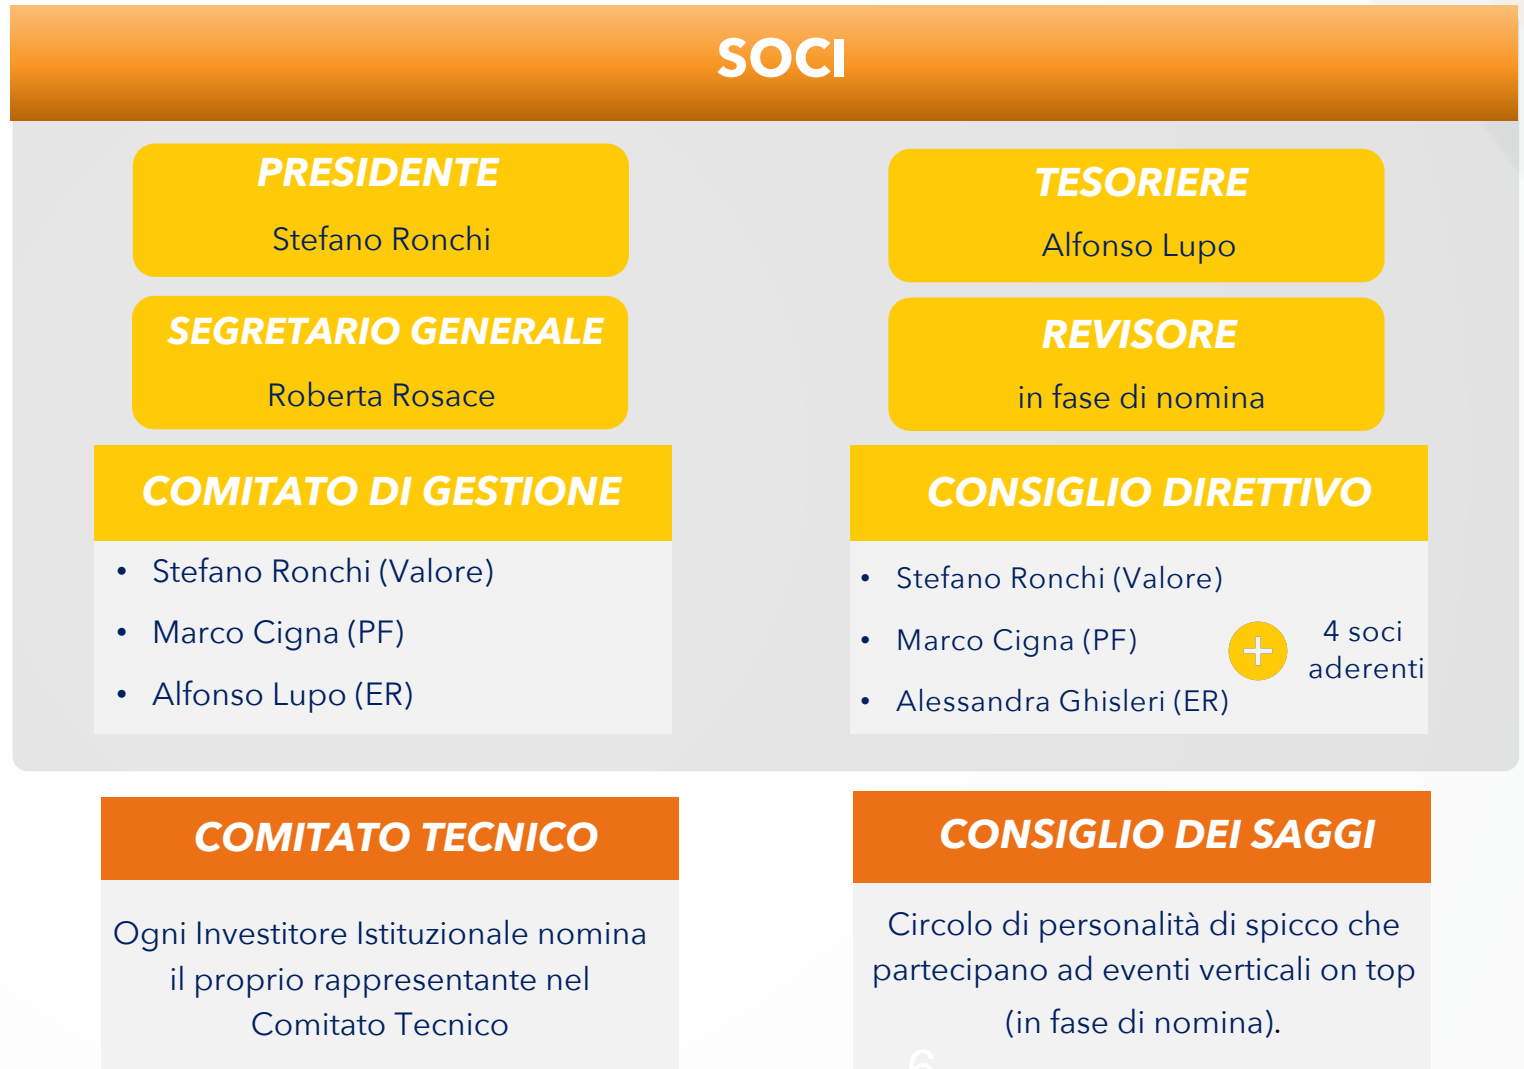 SOCI
PRESIDENTE
Stefano Ronchi
TESORIERE
Alfonso Lupo
SEGRETARIO GENERALE
Roberta Rosace
REVISORE
in fase di nomina
COMITATO DI GESTIONE
• Stefano Ronchi (Valore)
• Marco Cigna (PF)
• Alfonso Lupo (ER)
CONSIGLIO DIRETTIVO
• Stefano Ronchi (Valore)
• Marco Cigna (PF)
• Alessandra Ghisleri (ER)
+
4 soci
aderenti
COMITATO TECNICO
Ogni Investitore Istituzionale nomina
il proprio rappresentante nel
Comitato Tecnico
CONSIGLIO DEI SAGGI
Circolo di personalità di spicco che
partecipano ad eventi verticali on top
(in fase di nomina).
6